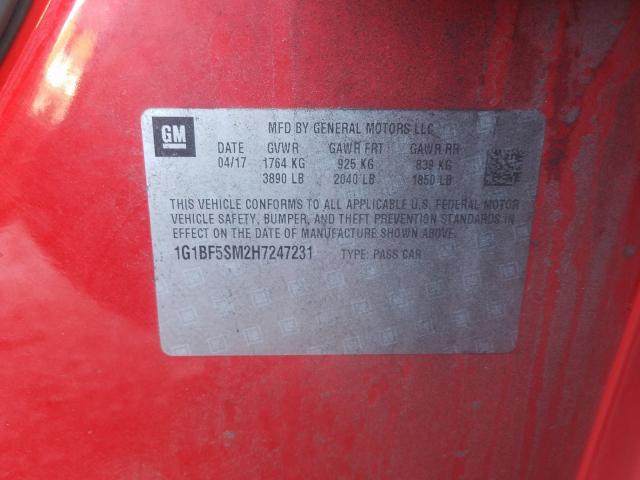 GM
MFD BY GENERAL MOTORS LLC
DATE GVWR GAWR FRT GAWR RR
04/17 1764 KG 925 KG 839 KG
3890 LB 2040 LB 1850 LB
THIS VEHICLE CONFORMS TO ALL APPLICABLE U.S. FEDERAL MOTOR
VEHICLE SAFETY, BUMPER, AND THEFT PREVENTION STANDARDS
IN EFFECT ON THE DATE OF MANUFACTURE SHOWN ABOVE.
1G1BF5SM2H7247231 TYPE: PASS CAR